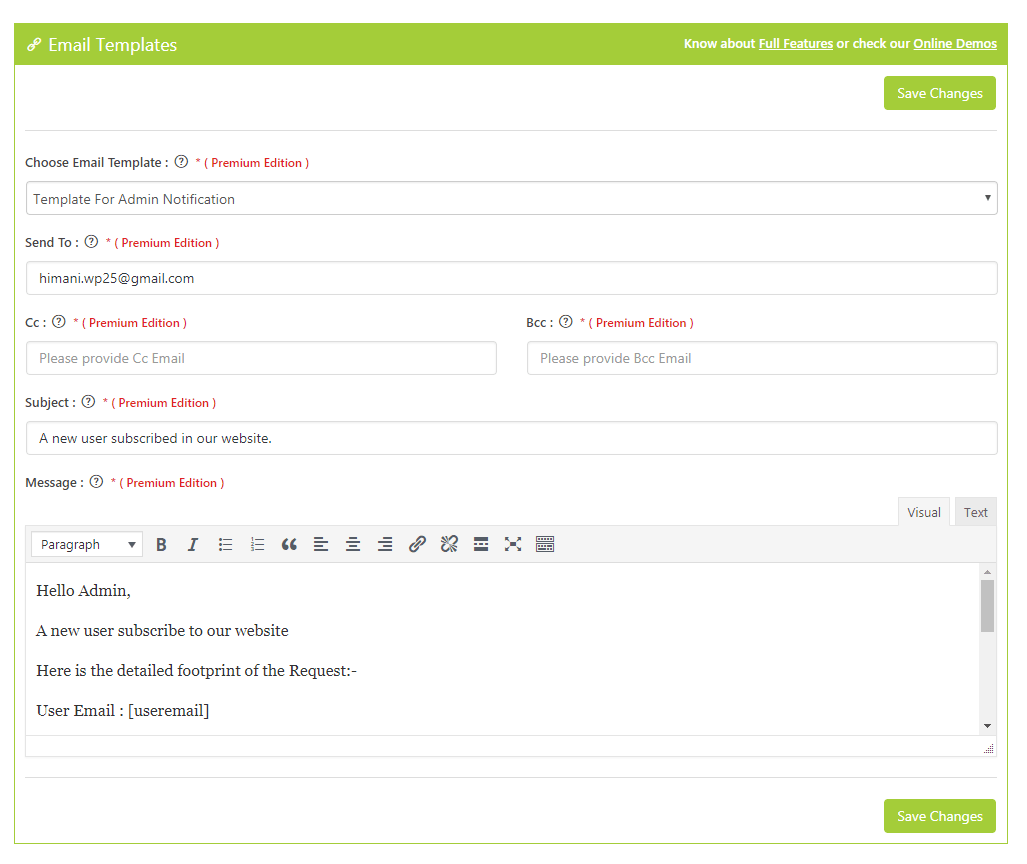 Email Templates
Know about Full Features or check our Online Demos
Save Changes
Choose Email Template : * ( Premium Edition )
Template For Admin Notification
Send To : * ( Premium Edition )
himani.wp25@gmail.com
Cc : * ( Premium Edition )
Bcc : * ( Premium Edition )
Please provide Cc Email
Please provide Bcc Email
Subject : * ( Premium Edition )
A new user subscribed in our website.
Message : * ( Premium Edition )
Visual Text
Paragraph B I
Hello Admin,
A new user subscribe to our website
Here is the detailed footprint of the Request:-
User Email : [useremail]
Save Changes